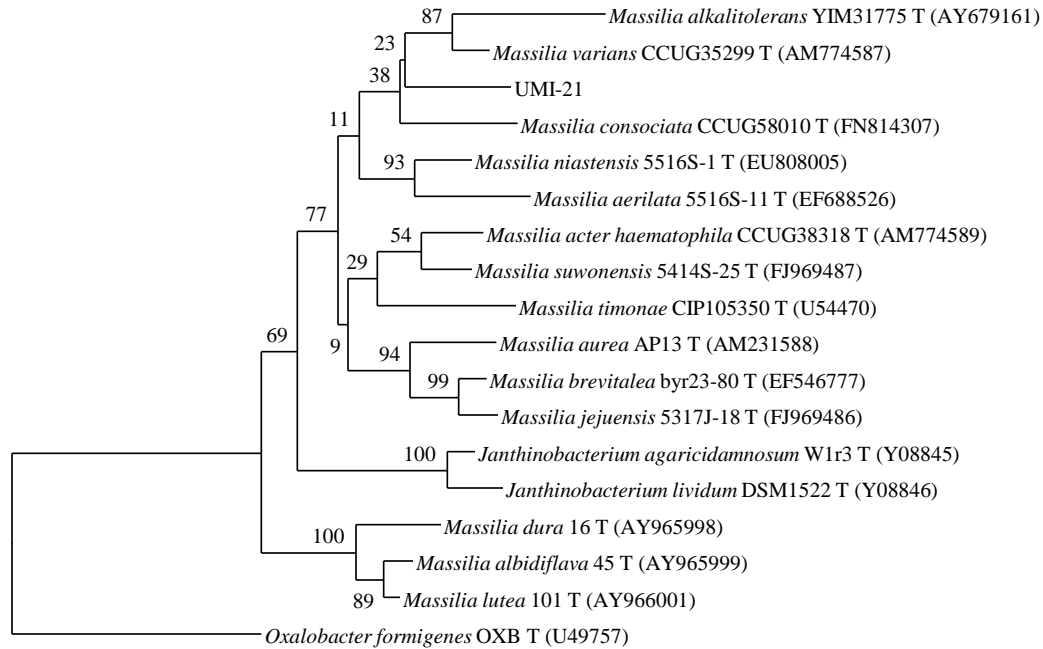 87
Massilia alkalitolerans YIM31775 T (AY679161)
23
Massilia varians CCUG35299 T (AM774587)
38
UMI-21
11
Massilia consociata CCUG58010 T (FN814307)
93
Massilia niastensis 5516S-1 T (EU808005)
Massilia aerilata 5516S-11 T (EF688526)
77
54
Massilia acter haematophila CCUG38318 T (AM774589)
29
Massilia suwonensis 5414S-25 T (FJ969487)
Massilia timonae CIP105350 T (U54470)
69
9
94
Massilia aurea AP13 T (AM231588)
99
Massilia brevitalea byr23-80 T (EF546777)
Massilia jejuensis 5317J-18 T (FJ969486)
100
Janthinobacterium agaricidamnosum W1r3 T (Y08845)
Janthinobacterium lividum DSM1522 T (Y08846)
100
Massilia dura 16 T (AY965998)
Massilia albidiflava 45 T (AY965999)
89
Massilia lutea 101 T (AY966001)
Oxalobacter formigenes OXB T (U49757)